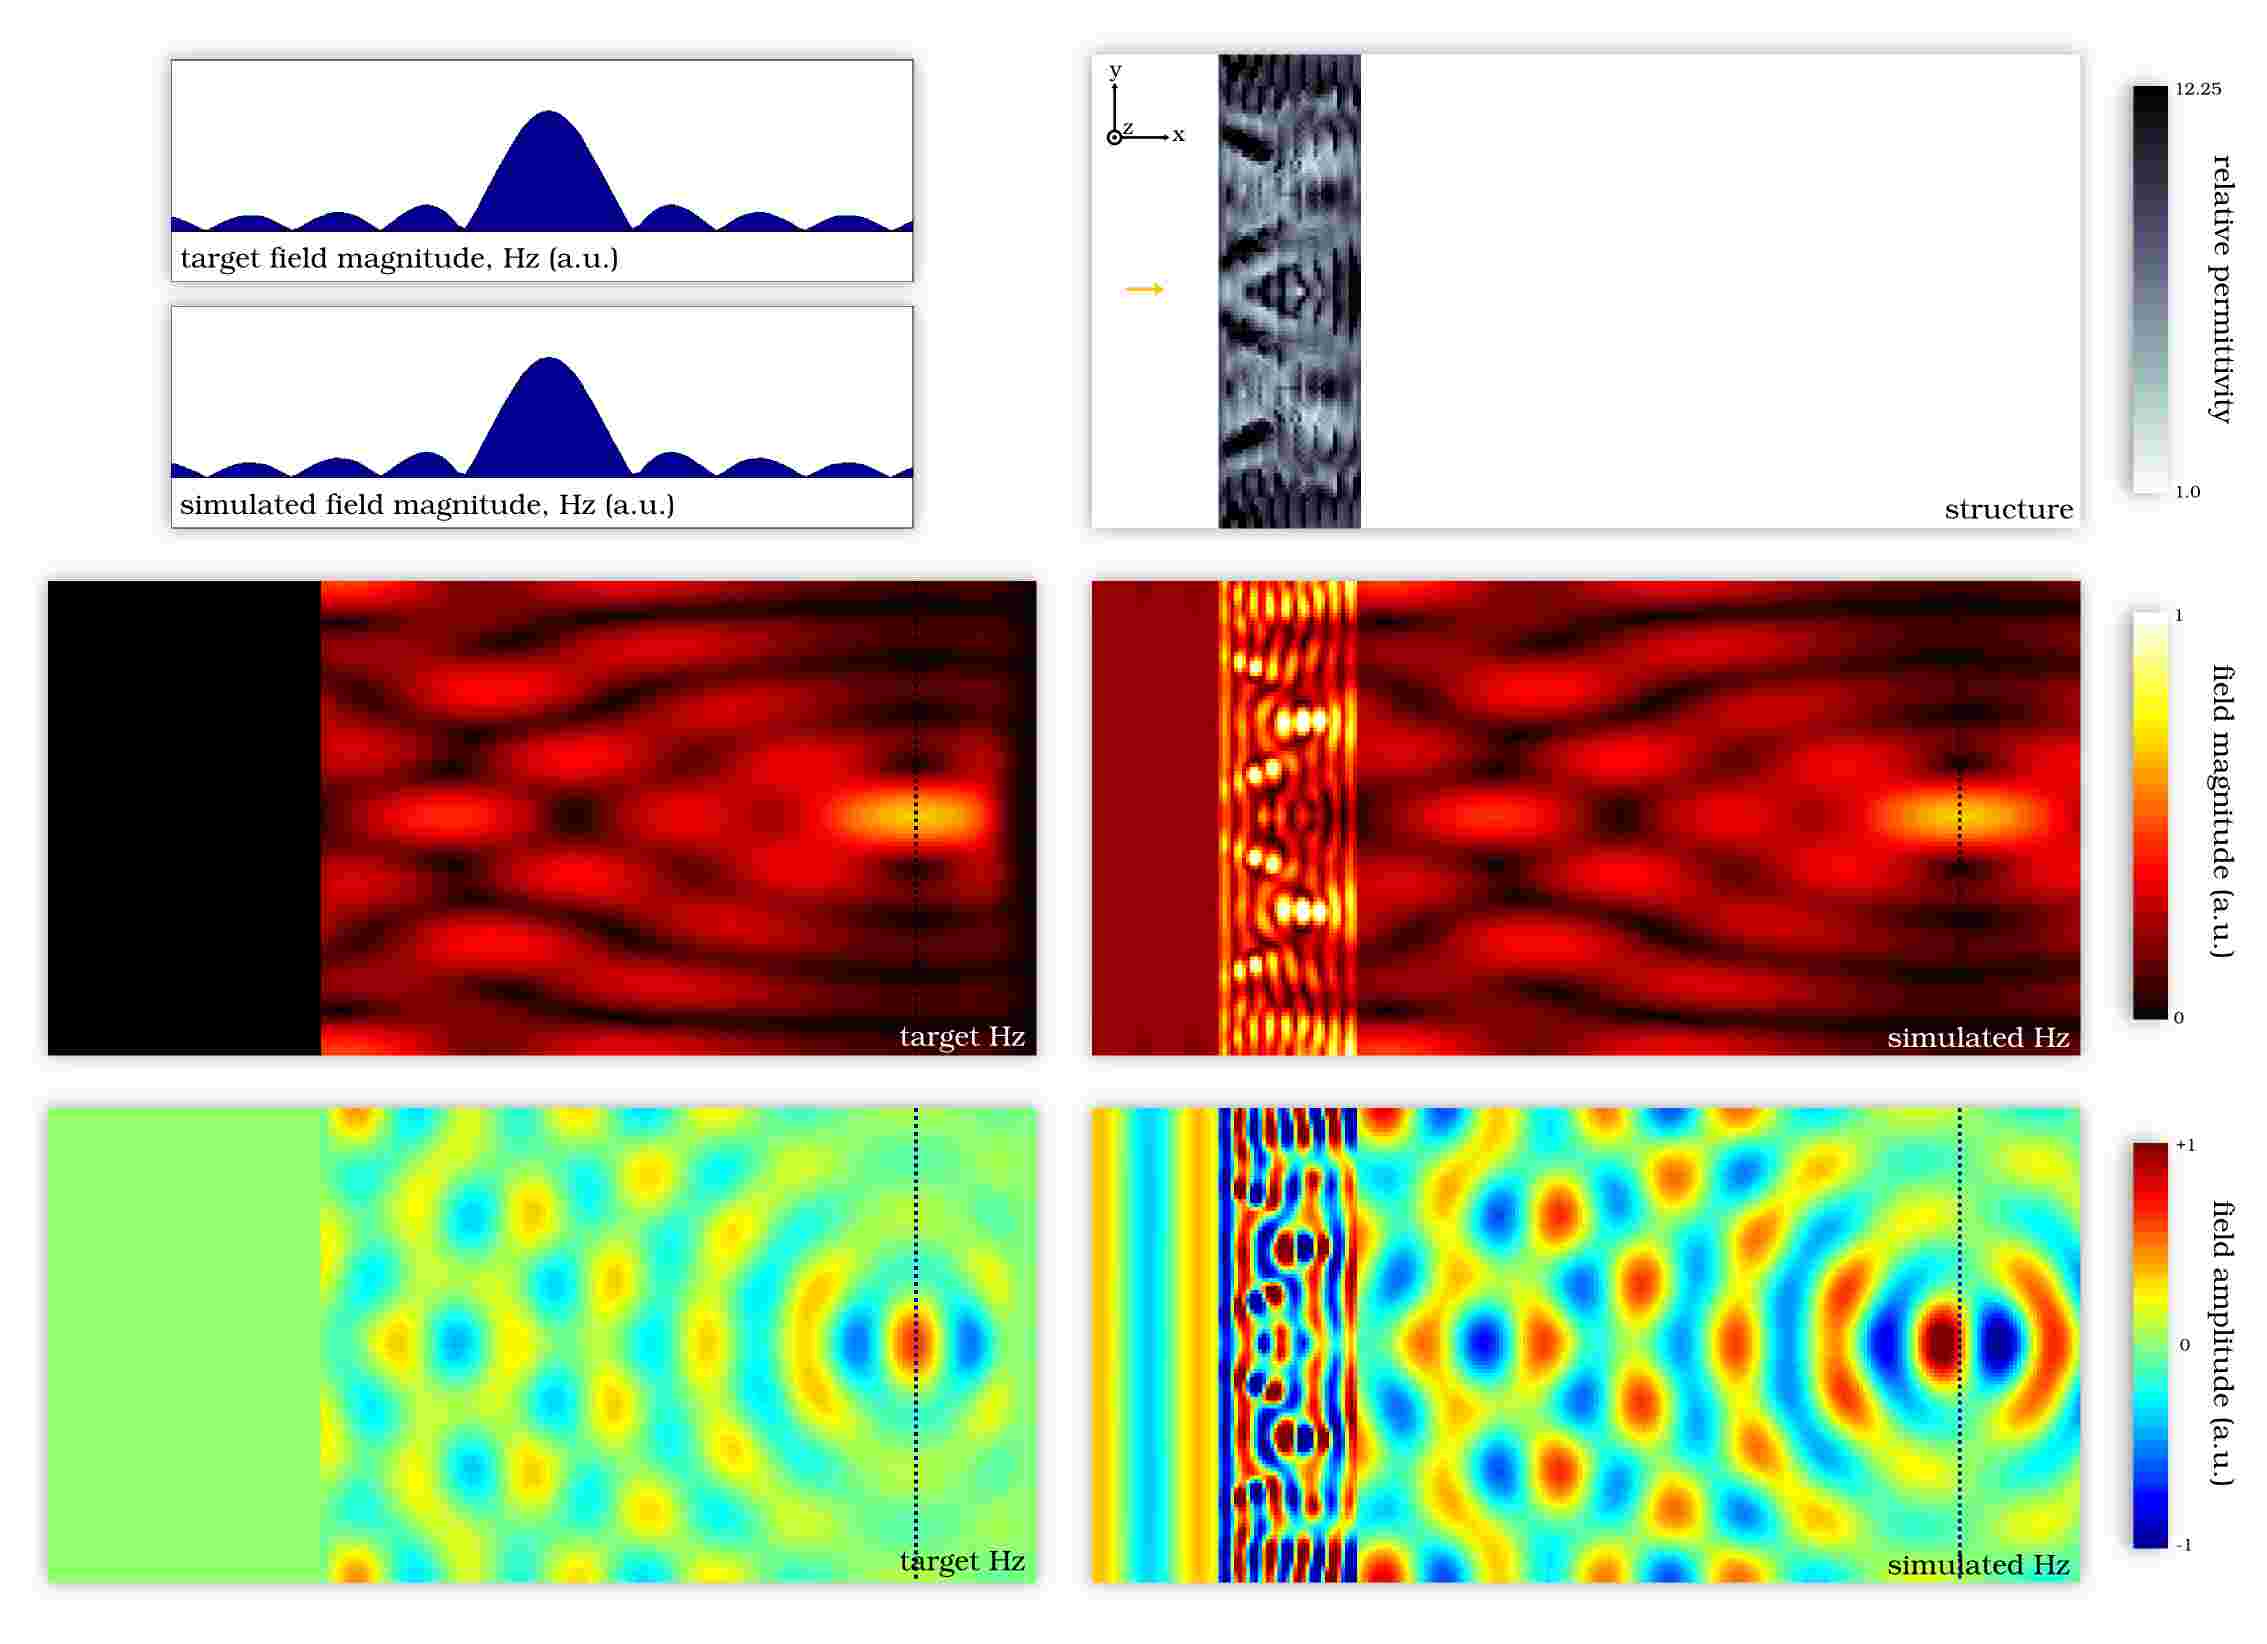 target field magnitude, Hz (a.u.)
simulated field magnitude, Hz (a.u.)
y
z
x
structure
12.25
relative permittivity
1.0
target Hz
simulated Hz
1
field magnitude (a.u.)
0
target Hz
simulated Hz
+1
0
field amplitude (a.u.)
-1